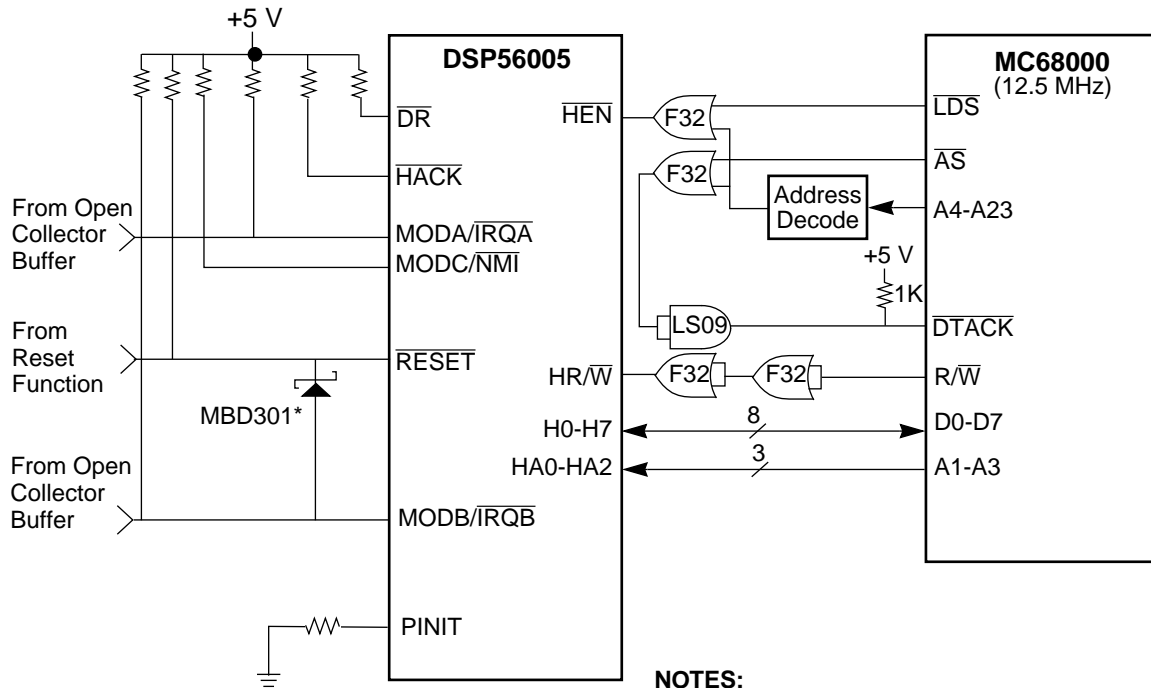 +5 V
DSP56005
MC68000
(12.5 MHz)
DR
HEN
F32
LDS
HACK
F32
AS
Address
Decode
A4-A23
From Open
Collector
Buffer
MODA/IRQA
MODC/NMI
+5 V
1K
LS09
DTACK
From
Reset
Function
RESET
HR/W
F32
F32
R/W
MBD301*
H0-H7
8
D0-D7
HA0-HA2
3
A1-A3
From Open
Collector
Buffer
MODB/IRQB
PINIT
NOTES: